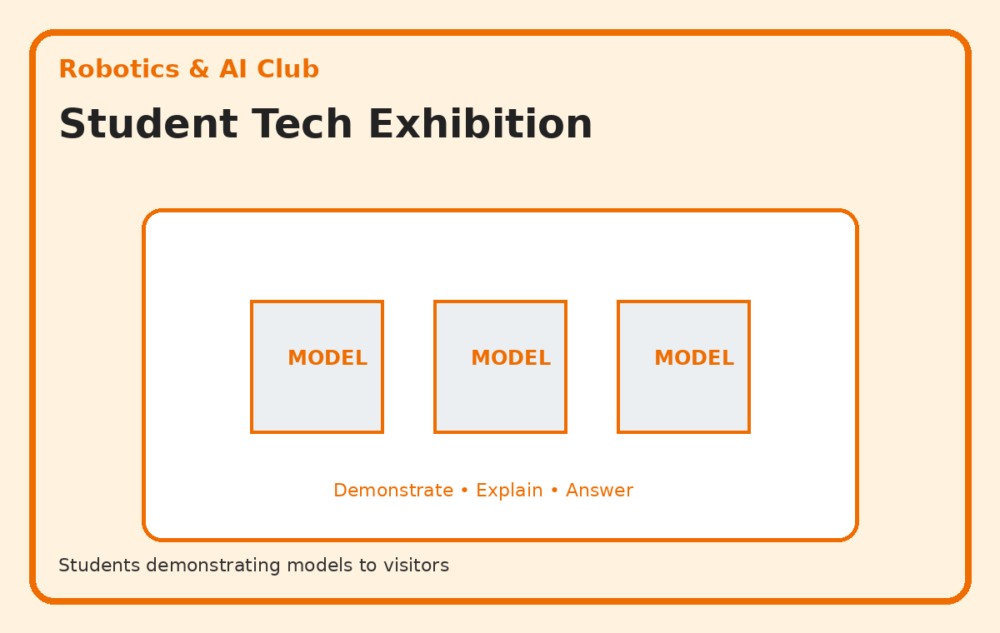 Robotics & AI Club
Student Tech Exhibition
MODEL MODEL MODEL
Demonstrate • Explain • Answer
Students demonstrating models to visitors